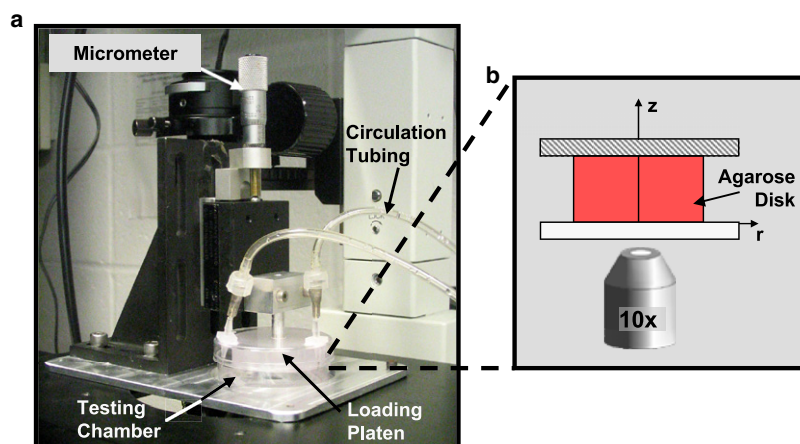 a
Micrometer
Circulation
Tubing
Testing
Chamber
Loading
Platen
b
z
Agarose
Disk
r
10x